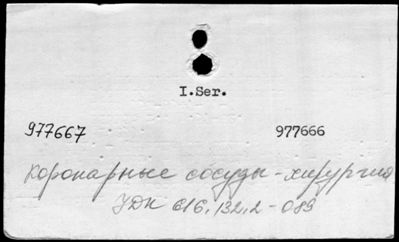 I.Ser.
977667 977666
коронарные сосуды-хирургия
УДК 616.132.2-089